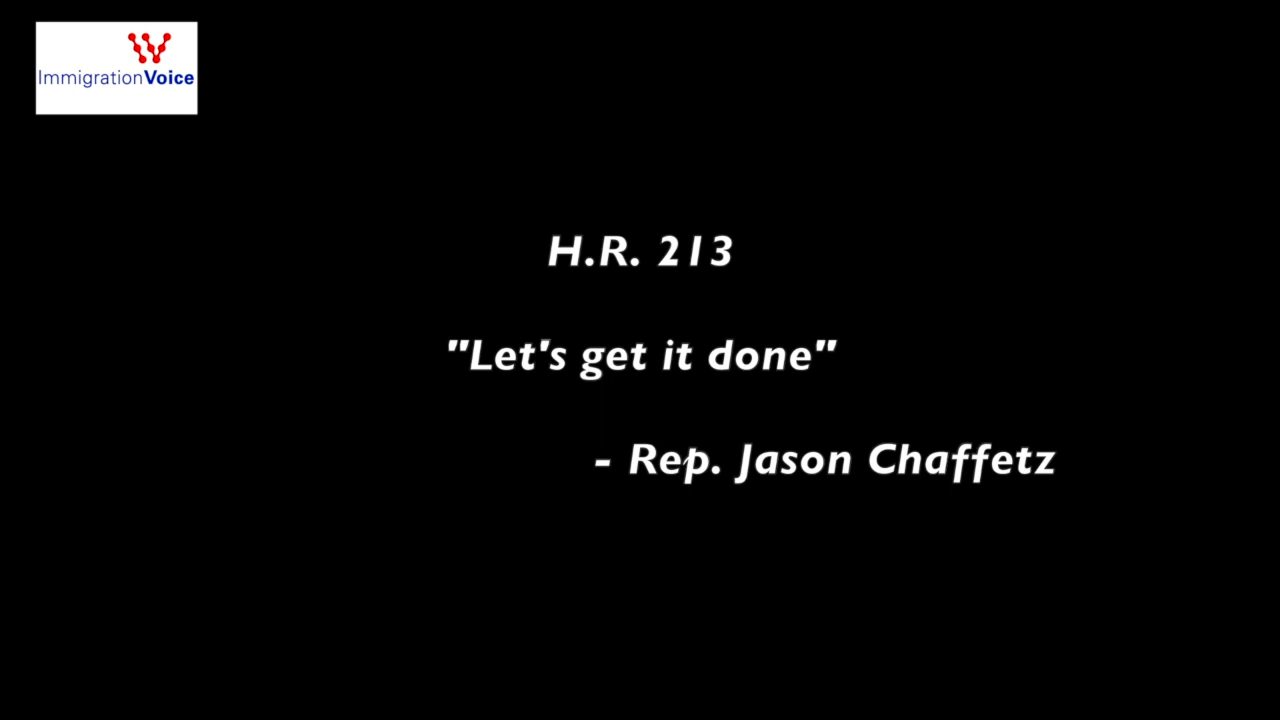 ImmigrationVoice
H.R. 213
"Let's get it done"
- Rep. Jason Chaffetz